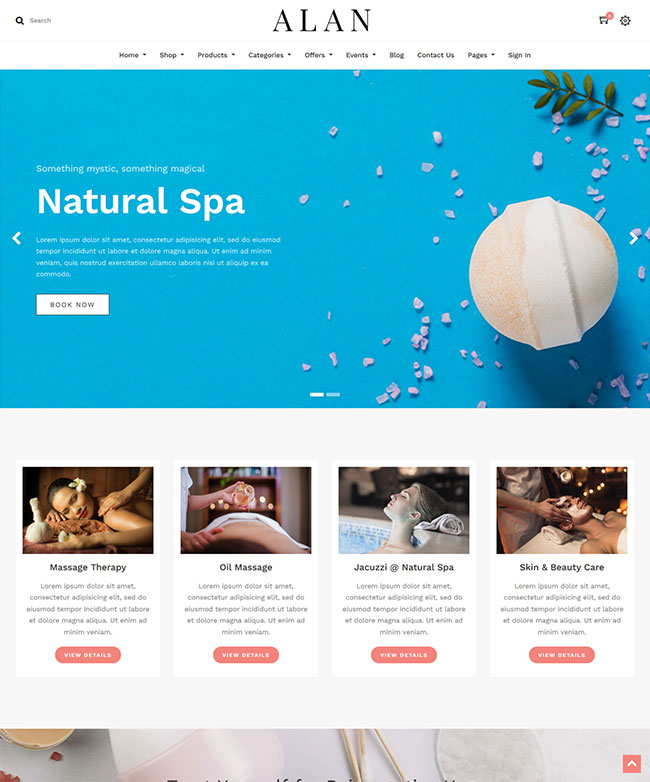 Search
ALAN
Home Shop Products Categories Offers Events Blog Contact Us Pages Sign In
Something mystic, something magical
Natural Spa
Lorem ipsum dolor sit amet, consectetur adipisicing elit, sed do eiusmod
tempor incididunt ut labore et dolore magna aliqua. Ut enim ad minim
veniam, quis nostrud exercitation ullamco laboris nisi ut aliquip ex ea
commodo.
BOOK NOW
Massage Therapy
Lorem ipsum dolor sit amet,
consectetur adipisicing elit, sed do
eiusmod tempor incididunt ut labore
et dolore magna aliqua. Ut enim ad
minim veniam.
VIEW DETAILS
Oil Massage
Lorem ipsum dolor sit amet,
consectetur adipisicing elit, sed do
eiusmod tempor incididunt ut labore
et dolore magna aliqua. Ut enim ad
minim veniam.
VIEW DETAILS
Jacuzzi @ Natural Spa
Lorem ipsum dolor sit amet,
consectetur adipisicing elit, sed do
eiusmod tempor incididunt ut labore
et dolore magna aliqua. Ut enim ad
minim veniam.
VIEW DETAILS
Skin & Beauty Care
Lorem ipsum dolor sit amet,
consectetur adipisicing elit, sed do
eiusmod tempor incididunt ut labore
et dolore magna aliqua. Ut enim ad
minim veniam.
VIEW DETAILS